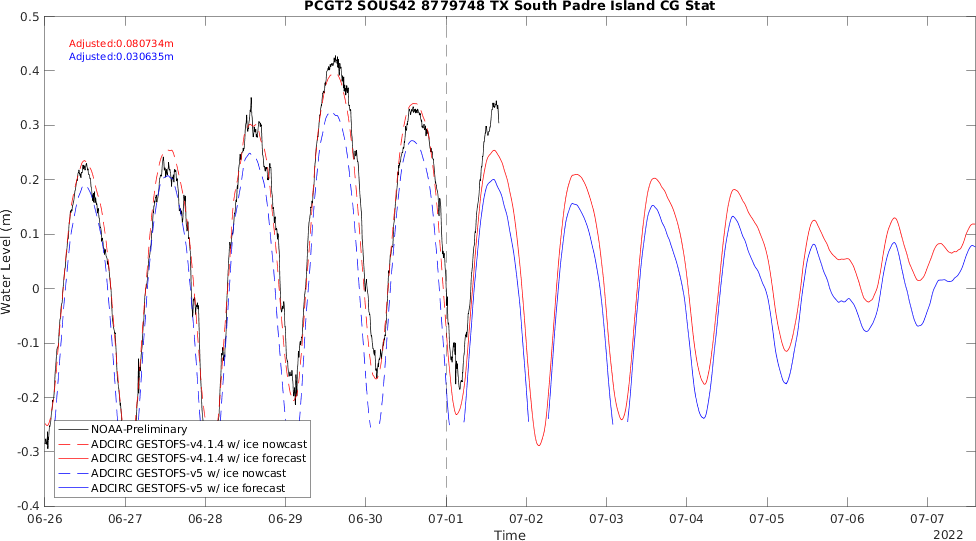 PCGT2 SOUS42 8779748 TX South Padre Island CG Stat
Adjusted:0.080734m
Adjusted:0.030635m
0.5
0.4
0.3
0.2
0.1
0
-0.1
-0.2
-0.3
-0.4
Water Level (m)
NOAA-Preliminary
ADCIRC GESTOFS-v4.1.4 w/ ice nowcast
ADCIRC GESTOFS-v4.1.4 w/ ice forecast
ADCIRC GESTOFS-v5 w/ ice nowcast
ADCIRC GESTOFS-v5 w/ ice forecast
06-26 06-27 06-28 06-29 06-30 07-01 07-02 07-03 07-04 07-05 07-06 07-07
Time
2022